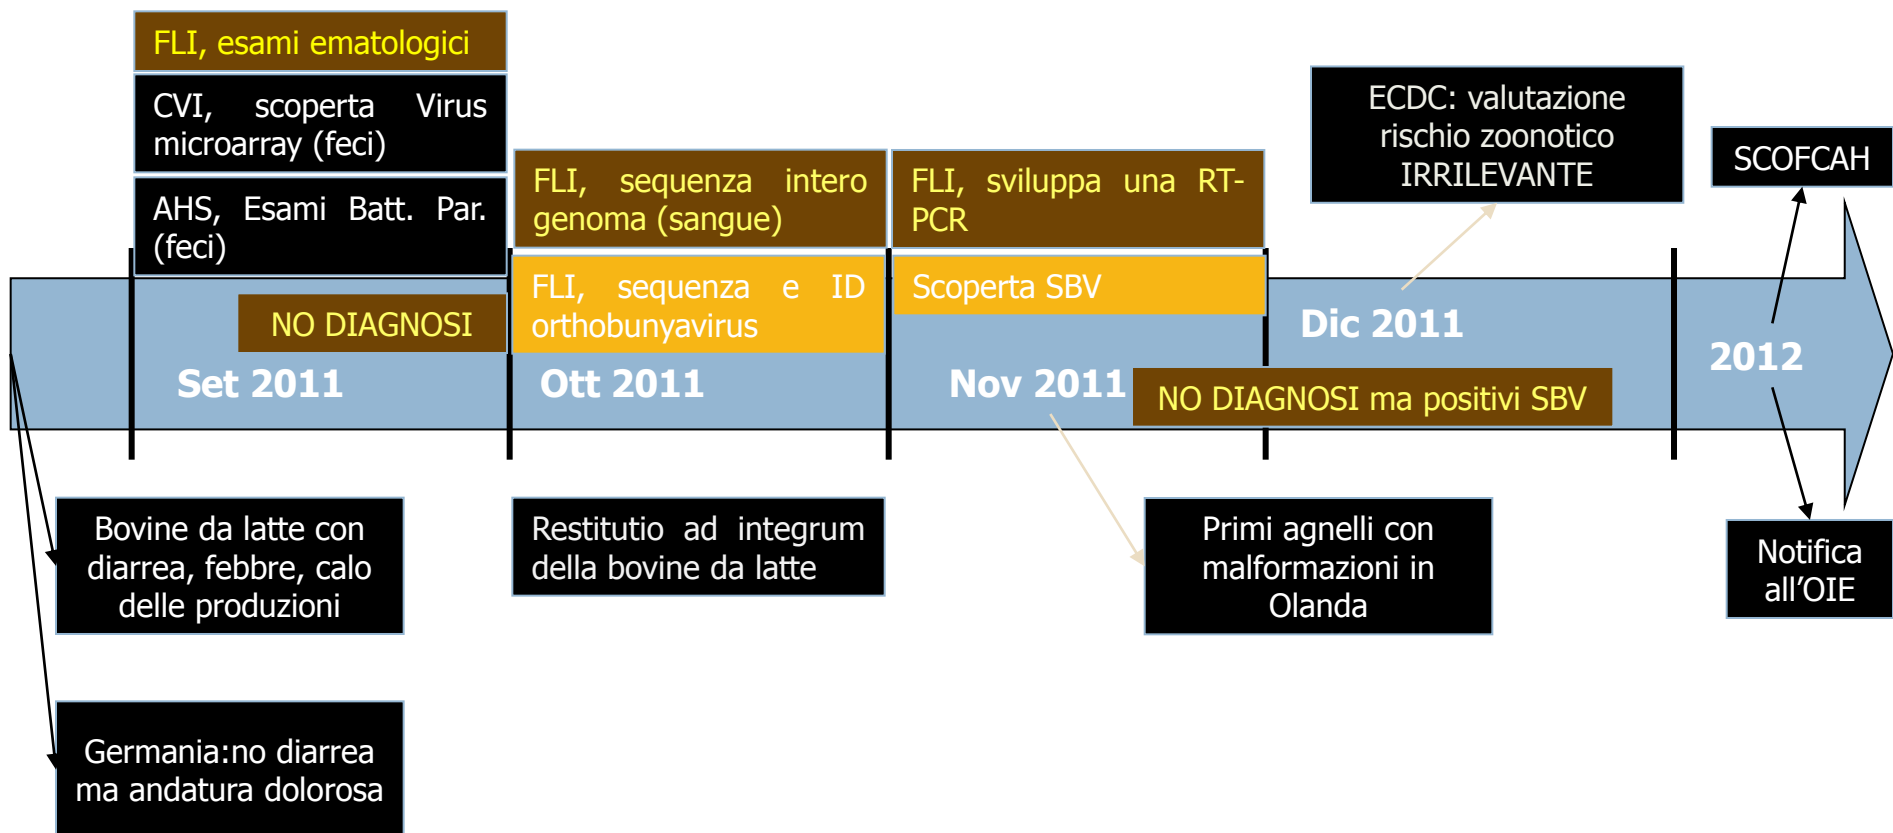 FLI, esami ematologici
CVI, scoperta Virus
microarray (feci)
AHS, Esami Batt. Par.
(feci)
NO DIAGNOSI
Set 2011
FLI, sequenza intero
genoma (sangue)
FLI, sequenza e ID
orthobunyavirus
Ott 2011
FLI, sviluppa una RT-
PCR
Scoperta SBV
Nov 2011
NO DIAGNOSI ma positivi SBV
ECDC: valutazione
rischio zoonotico
IRRILEVANTE
Dic 2011
SCOFCAH
2012
Bovine da latte con
diarrea, febbre, calo
delle produzioni
Germania:no diarrea
ma andatura dolorosa
Restitutio ad integrum
della bovine da latte
Primi agnelli con
malformazioni in
Olanda
Notifica
all’OIE